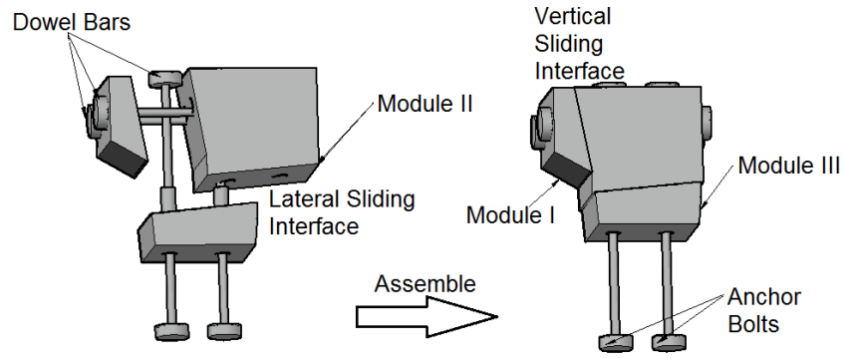 Dowel Bars
Module II
Lateral Sliding
Interface
Assemble
Vertical
Sliding
Interface
Module I
Module III
Anchor
Bolts